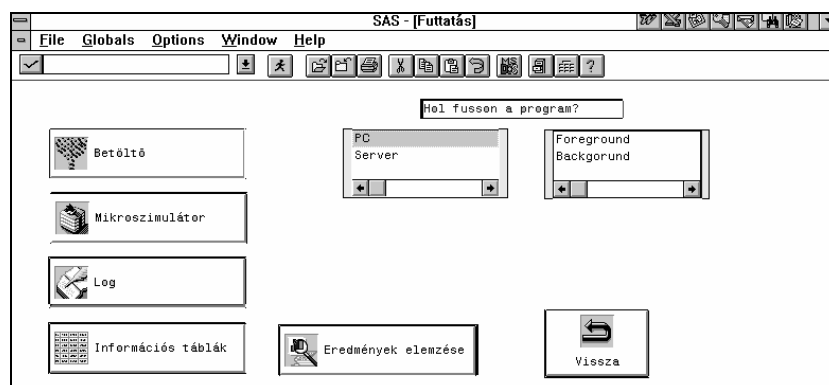 SAS - [Futtatás]
File Globals Options Window Help
Hol fusson a program?
PC
Server
Foreground
Backgorund
Betöltő
Mikroszimulátor
Log
Információs táblák
Eredmények elemzése
Vissza